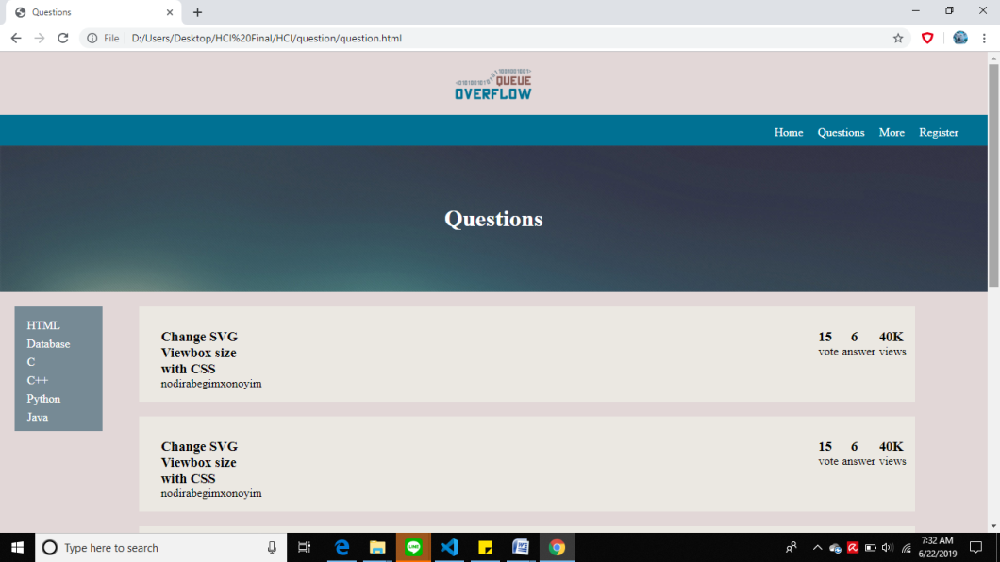 Questions
File D:/Users/Desktop/HCI%20Final/HCI/question/question.html
QUEUE
OVERFLOW
Home Questions More Register
Questions
HTML
Database
C
C++
Python
Java
Change SVG
Viewbox size
with CSS
nodirabegimxonoyim
15 6 40K
vote answer views
Change SVG
Viewbox size
with CSS
nodirabegimxonoyim
15 6 40K
vote answer views
Type here to search
LINE
7:32 AM
6/22/2019